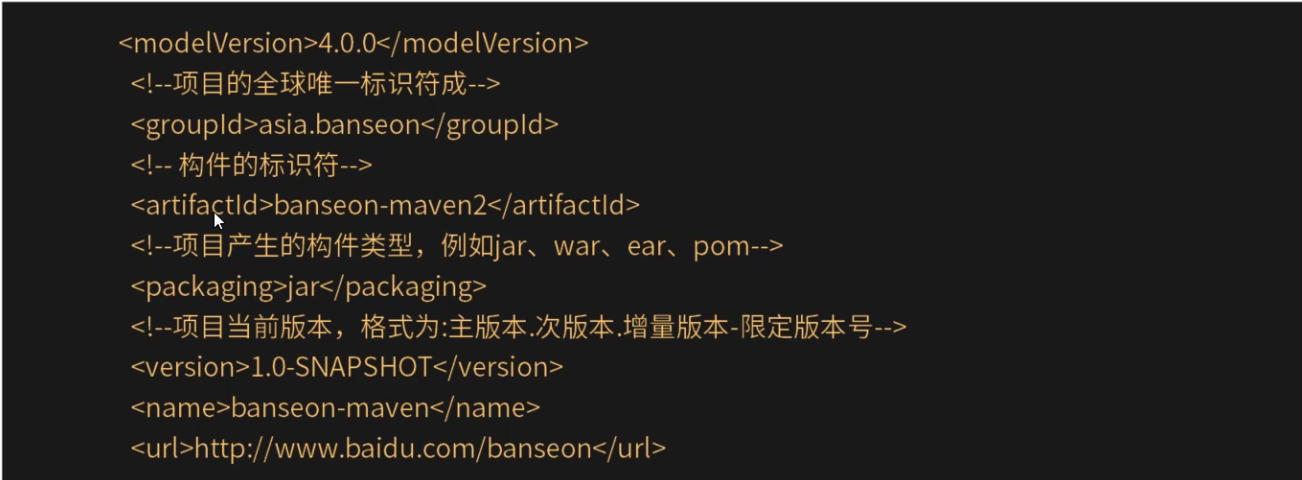 <modelVersion>4.0.0</modelVersion>
<!--项目的全球唯一标识符成-->
<groupId>asia.banseon</groupId>
<!-- 构件的标识符-->
<artifactId>banseon-maven2</artifactId>
<!--项目产生的构件类型，例如jar、war、ear、pom-->
<packaging>jar</packaging>
<!--项目当前版本，格式为:主版本.次版本.增量版本-限定版本号-->
<version>1.0-SNAPSHOT</version>
<name>banseon-maven</name>
<url>http://www.baidu.com/banseon</url>